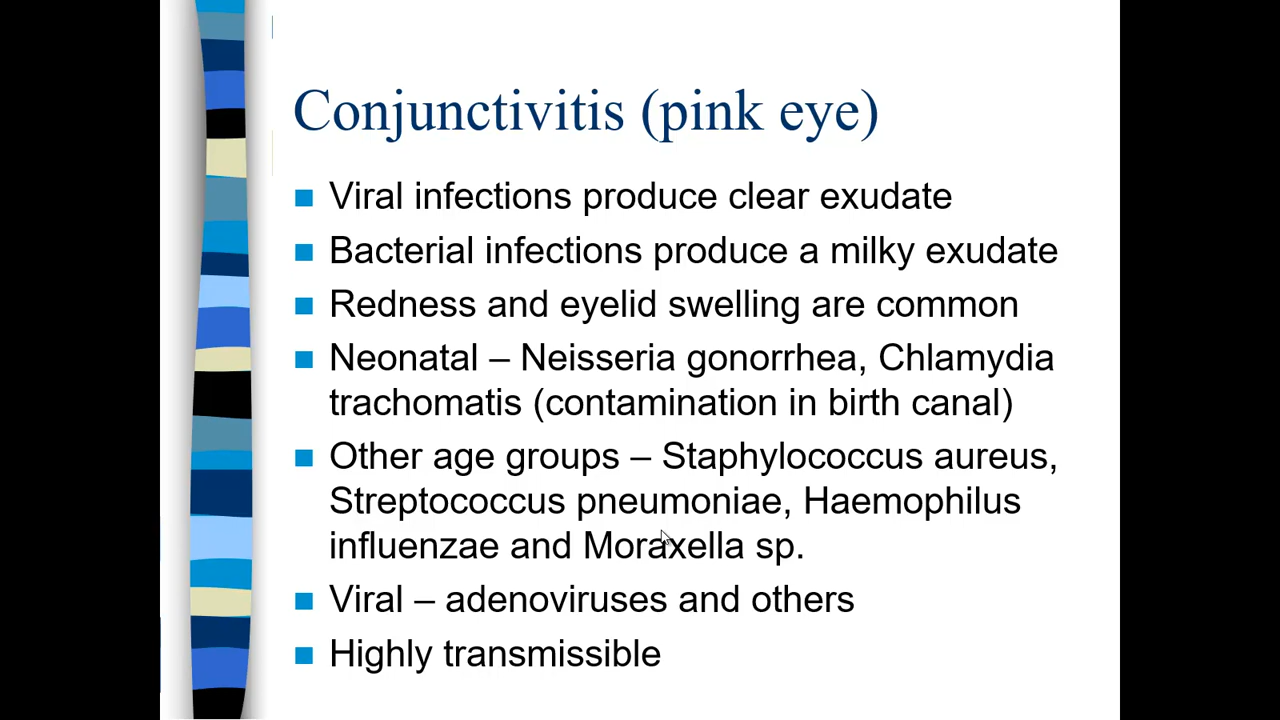 Conjunctivitis (pink eye)
Viral infections produce clear exudate
Bacterial infections produce a milky exudate
Redness and eyelid swelling are common
Neonatal – Neisseria gonorrhea, Chlamydia
trachomatis (contamination in birth canal)
Other age groups – Staphylococcus aureus,
Streptococcus pneumoniae, Haemophilus
influenzae and Moraxella sp.
Viral – adenoviruses and others
Highly transmissible